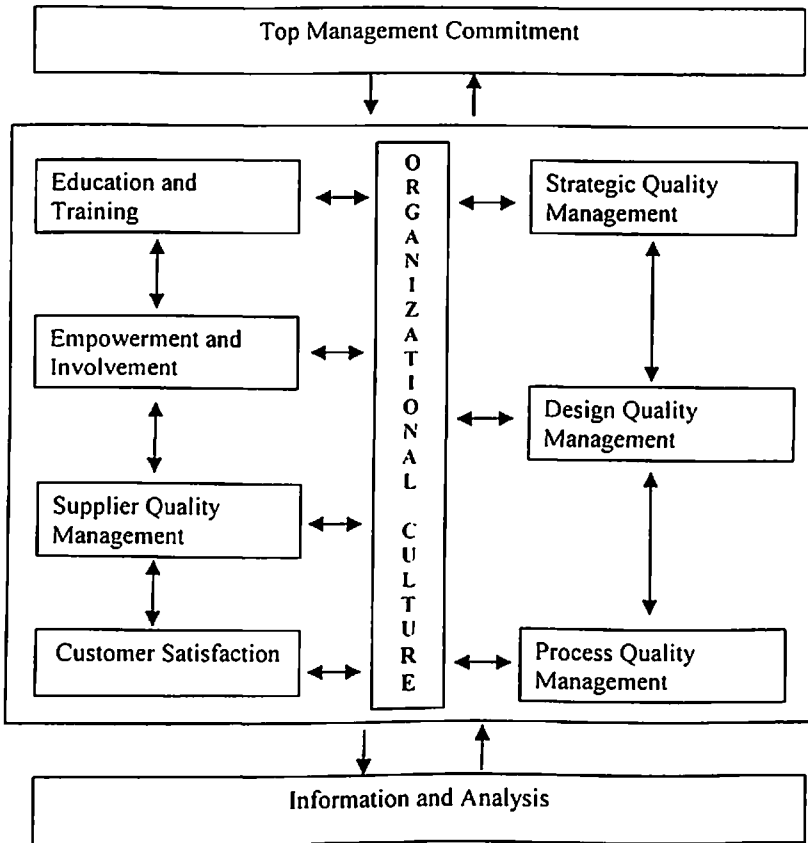 Top Management Commitment
Education and
Training
Empowerment and
Involvement
Supplier Quality
Management
Customer Satisfaction
ORGANIZATIONAL CULTURE
Strategic Quality
Management
Design Quality
Management
Process Quality
Management
Information and Analysis